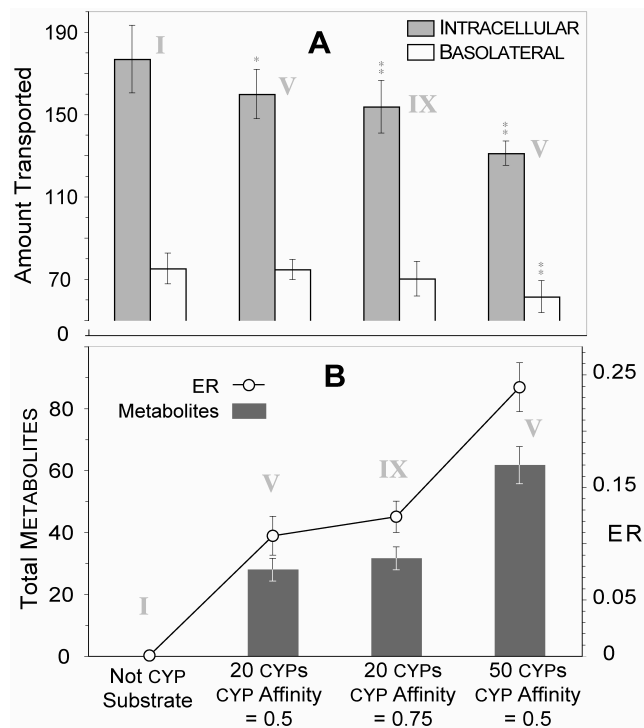 190
150
110
70
0
Amount Transported
A
INTRACELLULAR
BASOLATERAL
I
*
V
**
IX
**
V
**
B
ER
Metabolites
80
60
40
20
0
Total METABOLITES
0.25
0.15
0.05
0
ER
I
V
IX
V
NOT CYP
SUBSTRATE
20 CYPs
CYP Affinity
= 0.5
20 CYPs
CYP Affinity
= 0.75
50 CYPs
CYP Affinity
= 0.5